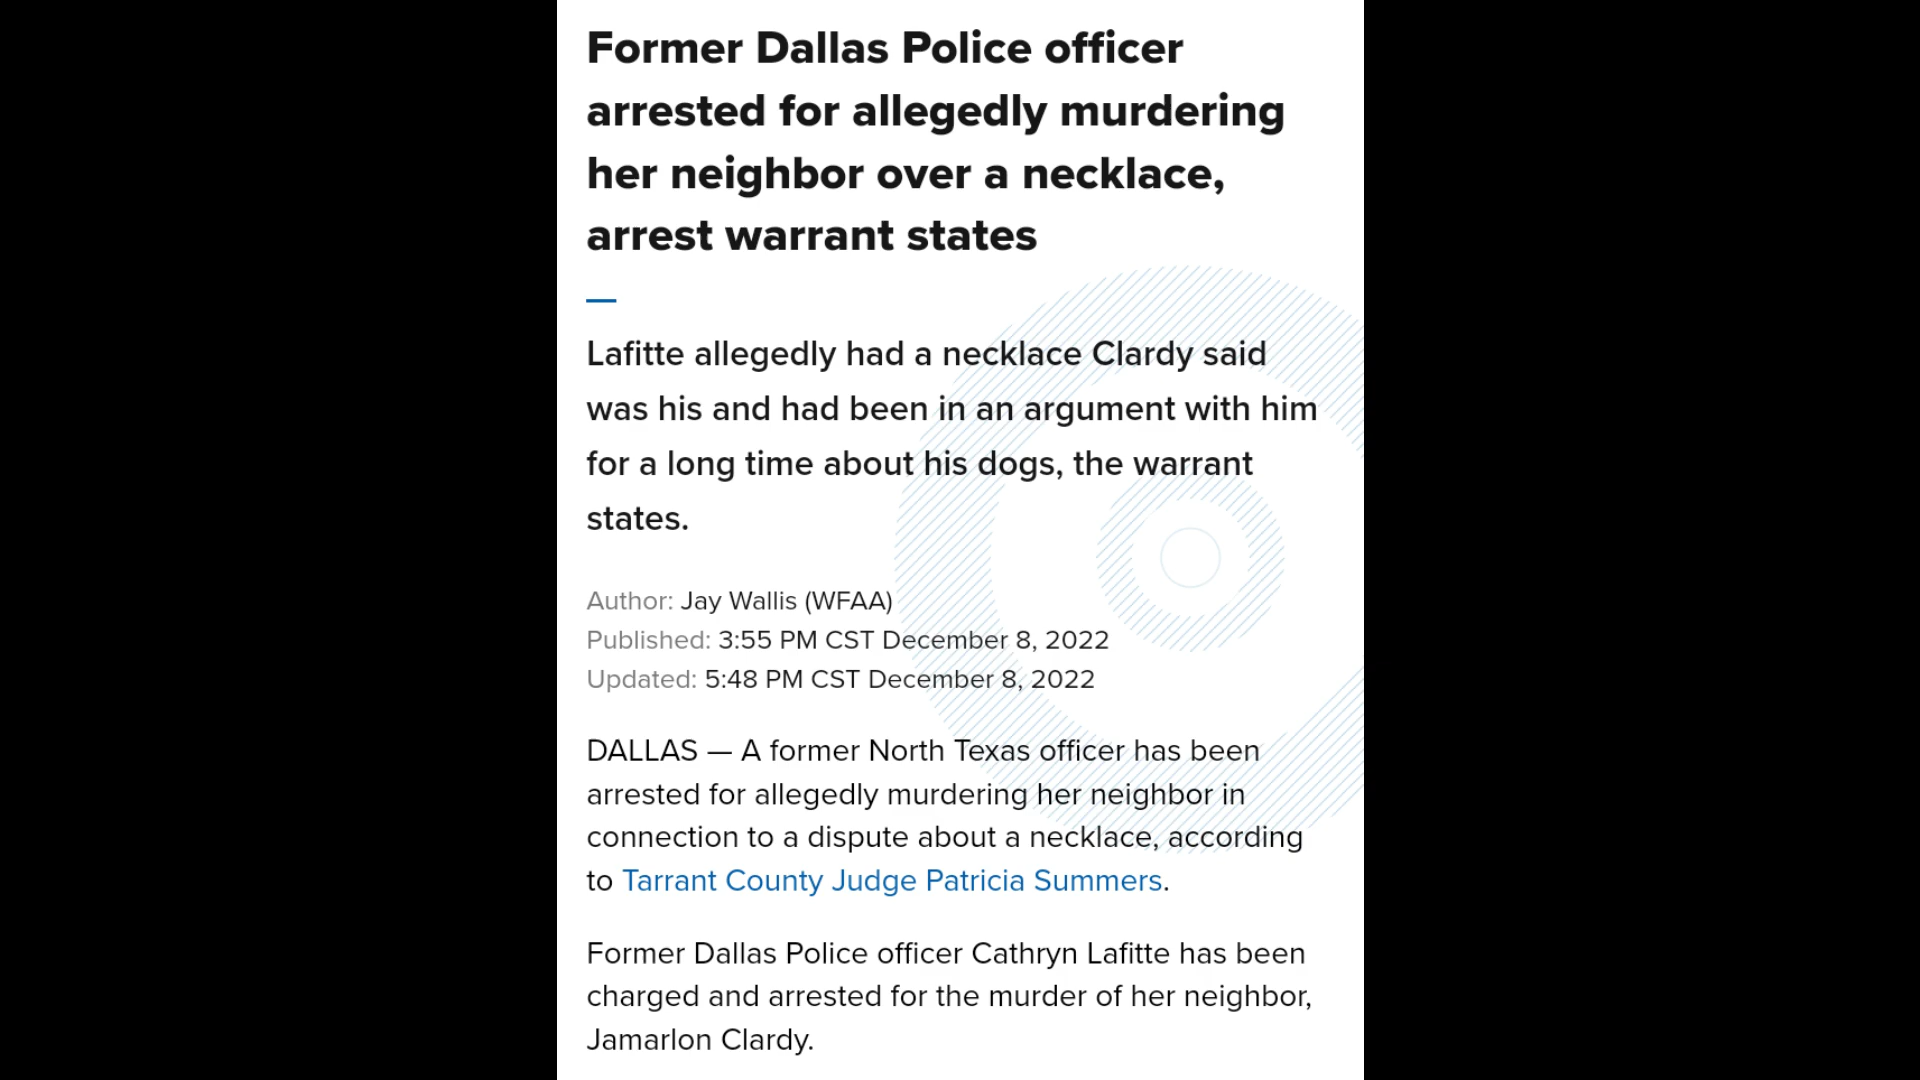 Former Dallas Police officer
arrested for allegedly murdering
her neighbor over a necklace,
arrest warrant states
Lafitte allegedly had a necklace Clardy said
was his and had been in an argument with him
for a long time about his dogs, the warrant
states.
Author: Jay Wallis (WFAA)
Published: 3:55 PM CST December 8, 2022
Updated: 5:48 PM CST December 8, 2022
DALLAS — A former North Texas officer has been
arrested for allegedly murdering her neighbor in
connection to a dispute about a necklace, according
to Tarrant County Judge Patricia Summers.
Former Dallas Police officer Cathryn Lafitte has been
charged and arrested for the murder of her neighbor,
Jamarlon Clardy.